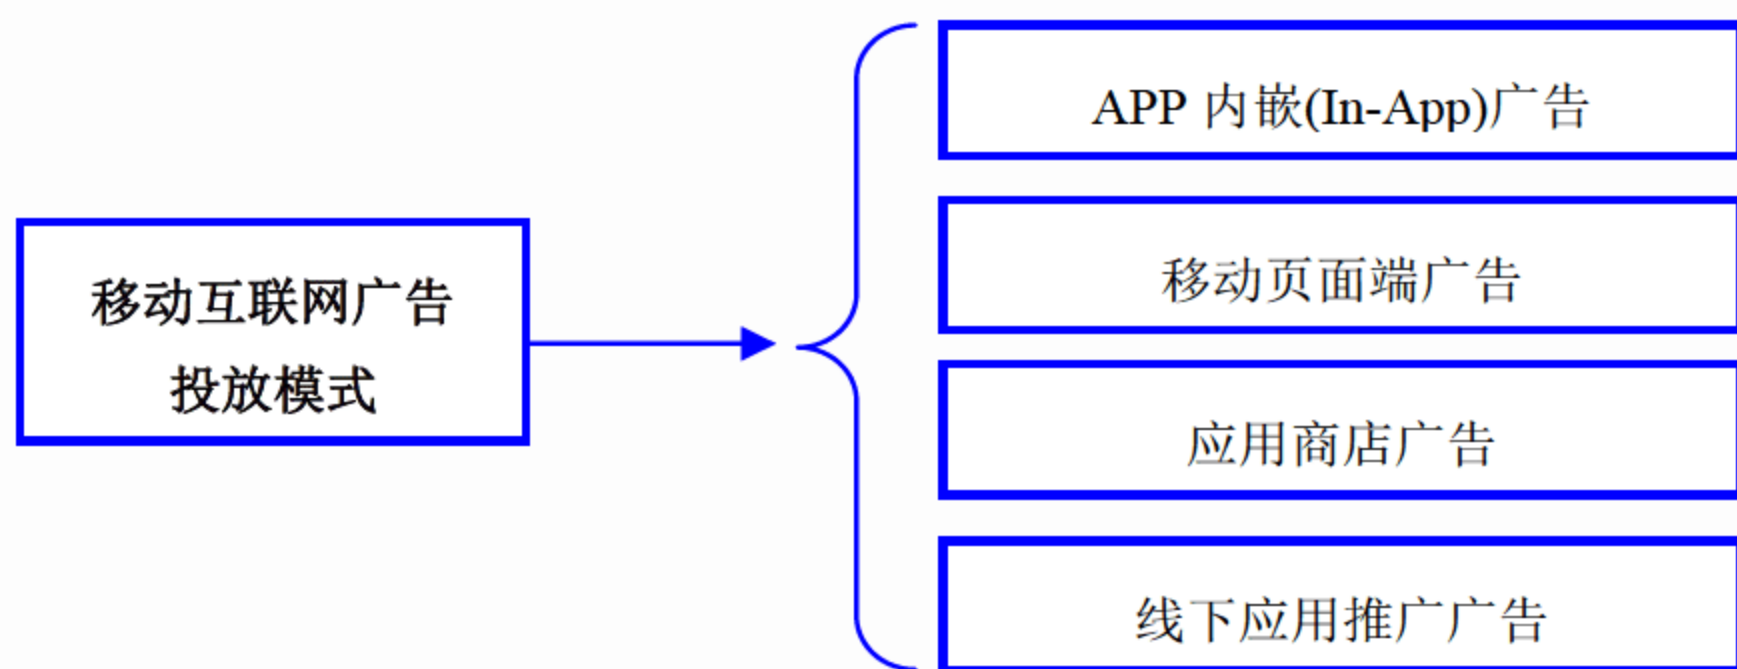 移动互联网广告
投放模式
APP 内嵌(In-App)广告
移动页面端广告
应用商店广告
线下应用推广广告